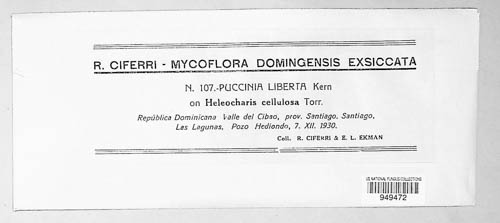 R. CIFERRI - MYCOFLORA DOMINGENSIS EXSICCATA
N. 107.-PUCCINIA LIBERTA Kern
on Heleocharis cellulosa Torr.
República Dominicana Valle del Cibao, prov. Santiago, Santiago,
Las Lagunas, Pozo Hediondo, 7. XII. 1930.
Coll. R. CIFERRI & E. L. EKMAN
US NATIONAL FUNGUS COLLECTIONS
949472